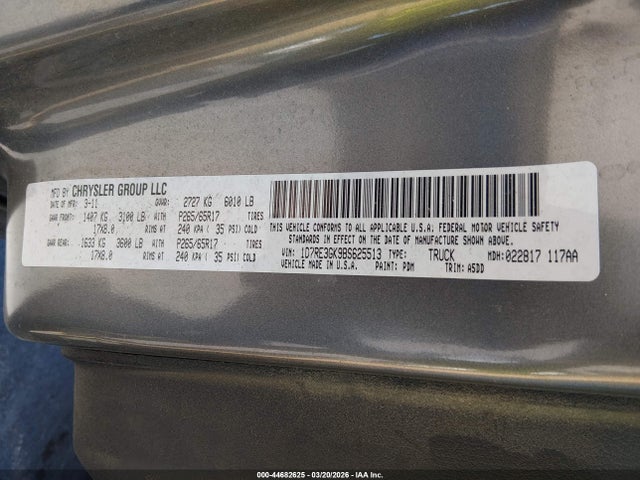 MFD BY CHRYSLER GROUP LLC
DATE OF MFR: 3-11 GVWR: 2727 KG 6010 LB
GAWR FRONT: 1407 KG 3100 LB WITH P265/65R17 TIRES
17X8.0 RIMS AT 240 KPA ( 35 PSI) COLD
GAWR REAR: 1633 KG 3600 LB WITH P265/65R17 TIRES
17X8.0 RIMS AT 240 KPA ( 35 PSI) COLD
THIS VEHICLE CONFORMS TO ALL APPLICABLE U.S.A. FEDERAL MOTOR VEHICLE SAFETY
STANDARDS IN EFFECT ON THE DATE OF MANUFACTURE SHOWN ABOVE.
VIN: 1D7RE3GK9BS625513 TYPE: TRUCK MDH: 022817 117AA
VEHICLE MADE IN U.S.A. PAINT: PDM TRIM: A5DD
000-44682625 - 03/20/2026 - IAA Inc.